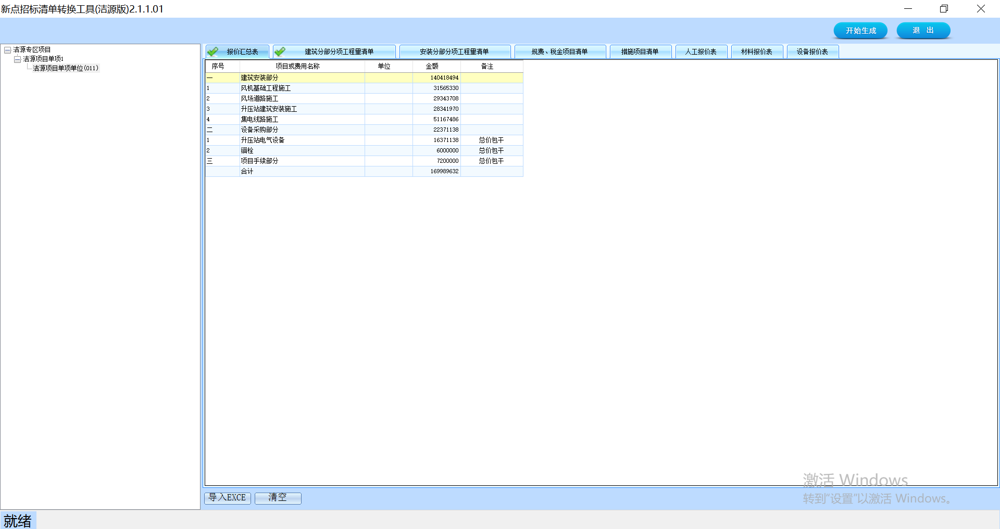 新点招标清单转换工具(洁源版)2.1.1.01
开始生成 退 出
洁源专区项目
洁源项目单项1
洁源项目单项单位(011)
报价汇总表 建筑分部分项工程量清单 安装分部分项工程量清单 规费、税金项目清单 措施项目清单 人工报价表 材料报价表 设备报价表
序号 项目或费用名称 单位 金额 备注
一 建筑安装部分 140418494
1 风机基础工程施工 31565330
2 风场道路施工 29343708
3 升压站建筑安装施工 28341970
4 集电线路施工 51167486
二 设备采购部分 22371138
1 升压站电气设备 16371138 总价包干
2 锚栓 6000000 总价包干
三 项目手续部分 7200000 总价包干
合计 169989632
导入EXCE 清空
激活 Windows
转到"设置"以激活 Windows。
就绪